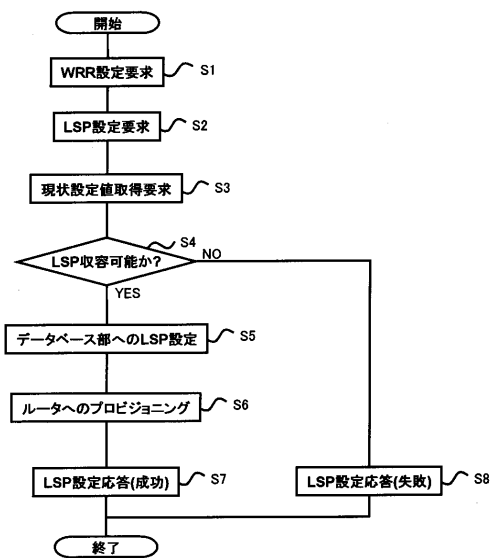 開始
WRR設定要求
S1
LSP設定要求
S2
現状設定値取得要求
S3
S4
LSP収容可能か?
NO
YES
データベース部へのLSP設定
S5
ルータへのプロビジョニング
S6
LSP設定応答(成功)
S7
LSP設定応答(失敗)
S8
終了